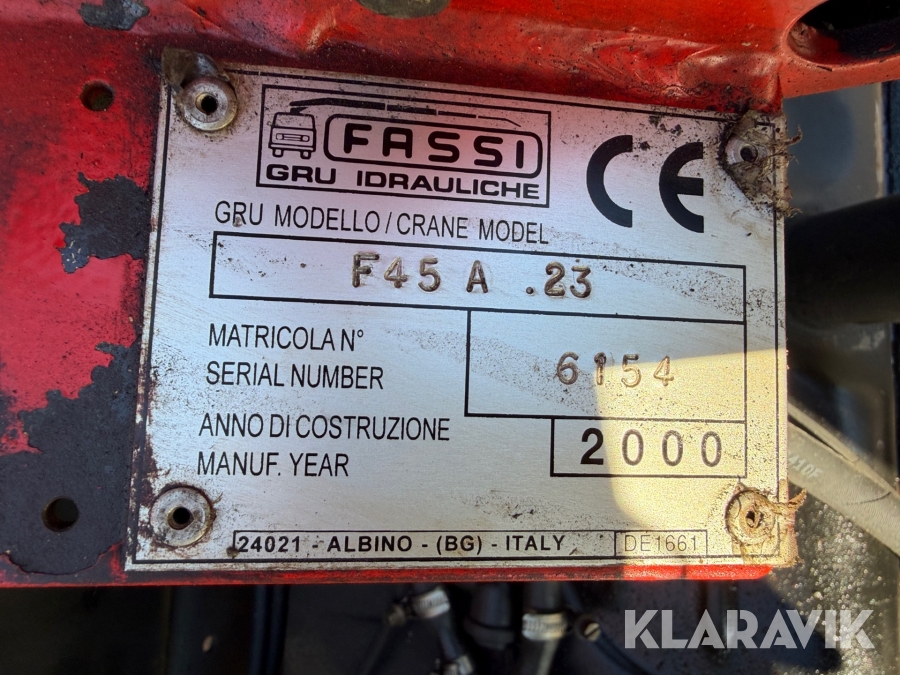 FASSI
GRU IDRAULICHE
CE
GRU MODELLO/CRANE MODEL
F45 A .23
MATRICOLA N°
SERIAL NUMBER
6154
ANNO DI COSTRUZIONE
MANUF. YEAR
2000
24021 - ALBINO - (BG) - ITALY
DE1661
KLARAVIK